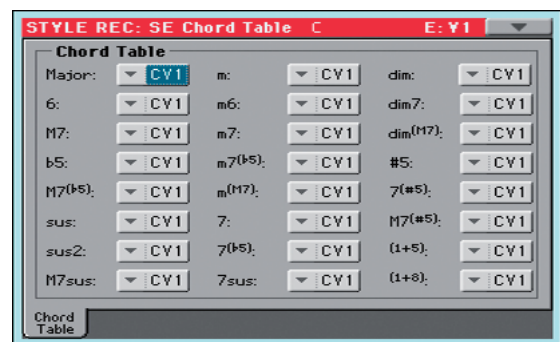 STYLE REC: SE Chord Table C E: V1
Chord Table
Major: CV1 m: CV1 dim: CV1
6: CV1 m6: CV1 dim7: CV1
M7: CV1 m7: CV1 dim(M7): CV1
♭5: CV1 m7(♭5): CV1 #5: CV1
M7(♭5): CV1 m(M7): CV1 7(#5): CV1
sus: CV1 7: CV1 M7(#5): CV1
sus2: CV1 7(♭5): CV1 (1+5): CV1
M7sus: CV1 7sus: CV1 (1+8): CV1
Chord
Table